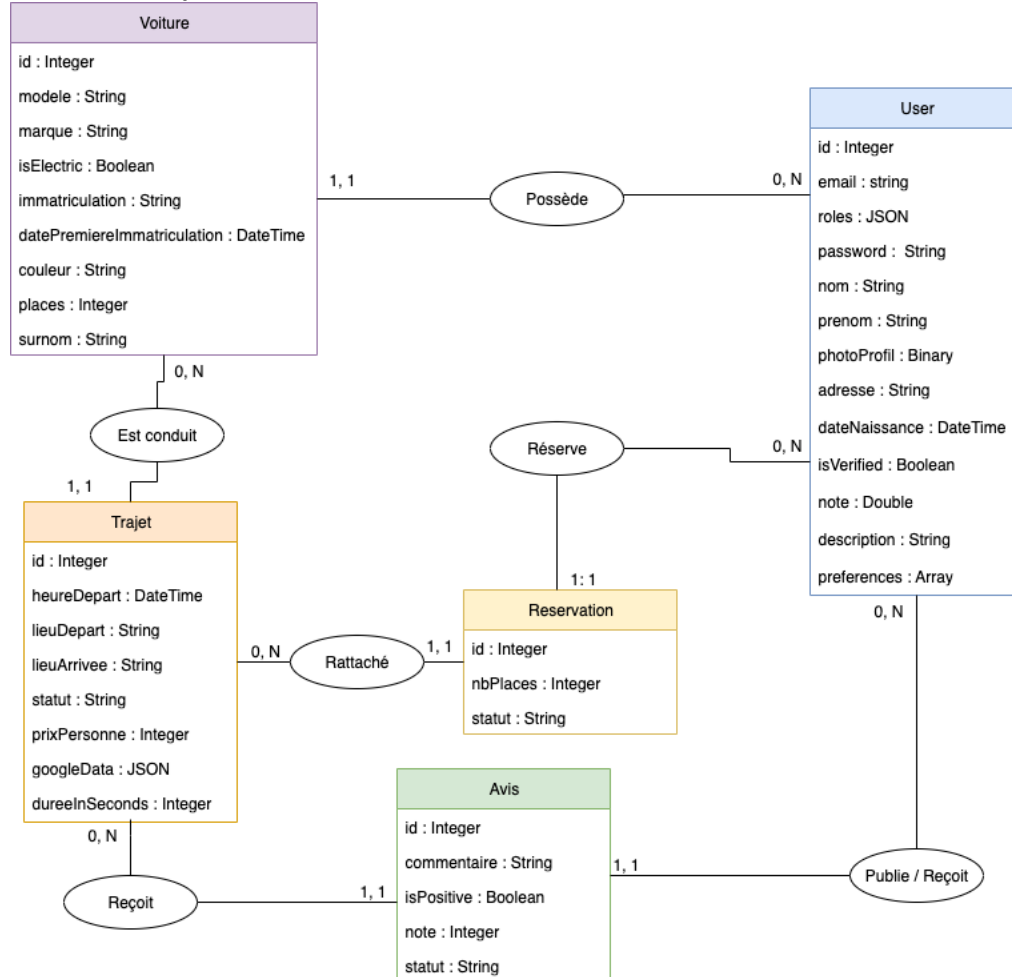 Voiture
id : Integer
modele : String
marque : String
isElectric : Boolean
immatriculation : String
datePremiereImmatriculation : DateTime
couleur : String
places : Integer
surnom : String
1, 1
Possède
0, N
User
id : Integer
email : string
roles : JSON
password :  String
nom : String
prenom : String
photoProfil : Binary
adresse : String
dateNaissance : DateTime
isVerified : Boolean
note : Double
description : String
preferences : Array
0, N
Est conduit
1, 1
Réserve
0, N
1: 1
Trajet
id : Integer
heureDepart : DateTime
lieuDepart : String
lieuArrivee : String
statut : String
prixPersonne : Integer
googleData : JSON
dureeInSeconds : Integer
0, N
Rattaché
1, 1
Reservation
id : Integer
nbPlaces : Integer
statut : String
0, N
Reçoit
1, 1
Avis
id : Integer
commentaire : String
isPositive : Boolean
note : Integer
statut : String
1, 1
Publie / Reçoit
0, N